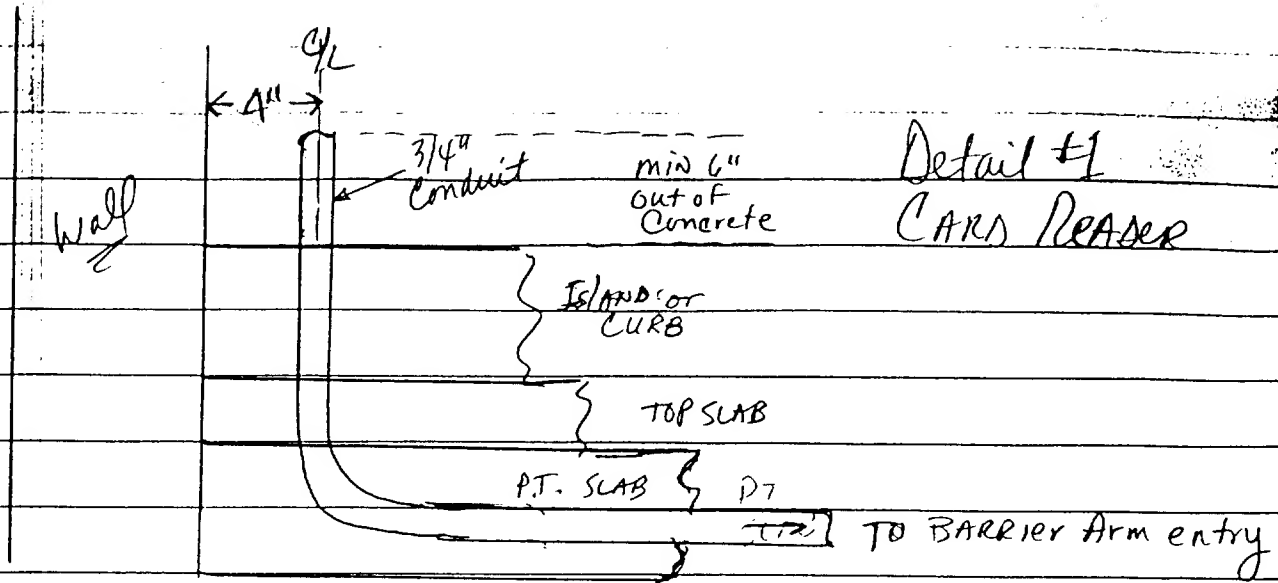 C/L
4"
3/4"
conduit
min 6"
out of
Concrete
Detail #1
CARD READER
Wall
ISLAND or
CURB
TOP SLAB
P.T. SLAB
D7
TO BARRIER Arm entry